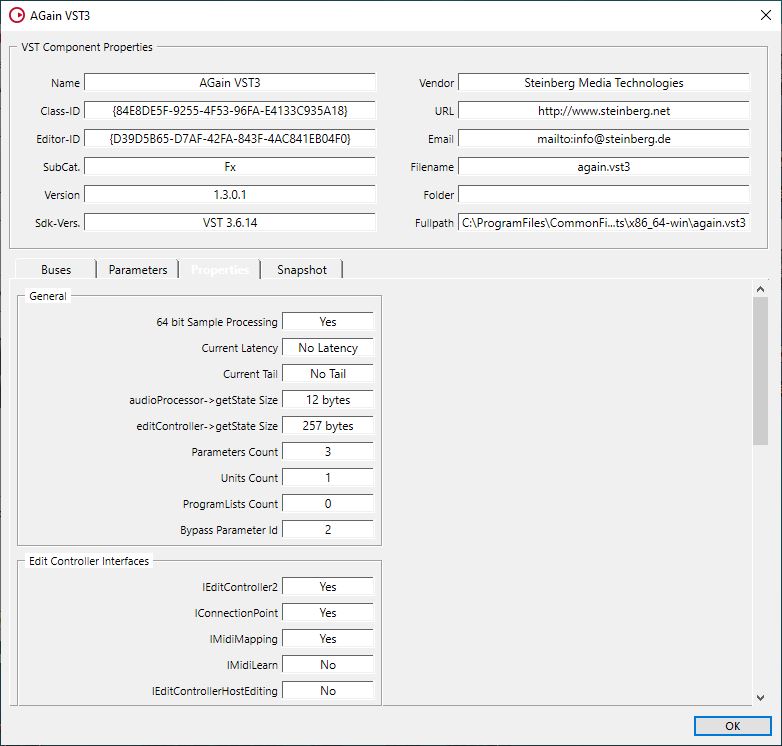 AGain VST3
VST Component Properties
Name AGain VST3
Vendor Steinberg Media Technologies
Class-ID {84E8DE5F-9255-4F53-96FA-E4133C935A18}
URL http://www.steinberg.net
Editor-ID {D39D5B65-D7AF-42FA-843F-4AC841EB04F0}
Email mailto:info@steinberg.de
SubCat. Fx
Filename again.vst3
Version 1.3.0.1
Folder
Sdk-Vers. VST 3.6.14
Fullpath C:\ProgramFiles\CommonFi...ts\x86_64-win\again.vst3
Buses Parameters Properties Snapshot
General
64 bit Sample Processing Yes
Current Latency No Latency
Current Tail No Tail
audioProcessor->getState Size 12 bytes
editController->getState Size 257 bytes
Parameters Count 3
Units Count 1
ProgramLists Count 0
Bypass Parameter Id 2
Edit Controller Interfaces
IEditController2 Yes
IConnectionPoint Yes
IMidiMapping Yes
IMidiLearn No
IEditControllerHostEditing No
OK